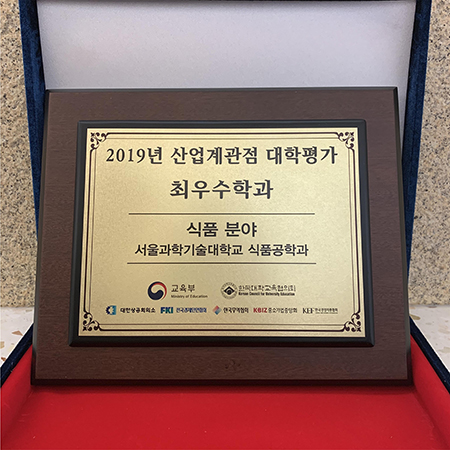 2019년 산업계관점 대학평가
최우수학과
식품 분야
서울과학기술대학교 식품공학과
교육부 한국대학교육협의회
Ministry of Education Korean Council for University Education
대한상공회의소 FKI 전국경제인연합회 한국무역협회 KBIZ 중소기업중앙회 KEF 한국경영자총협회